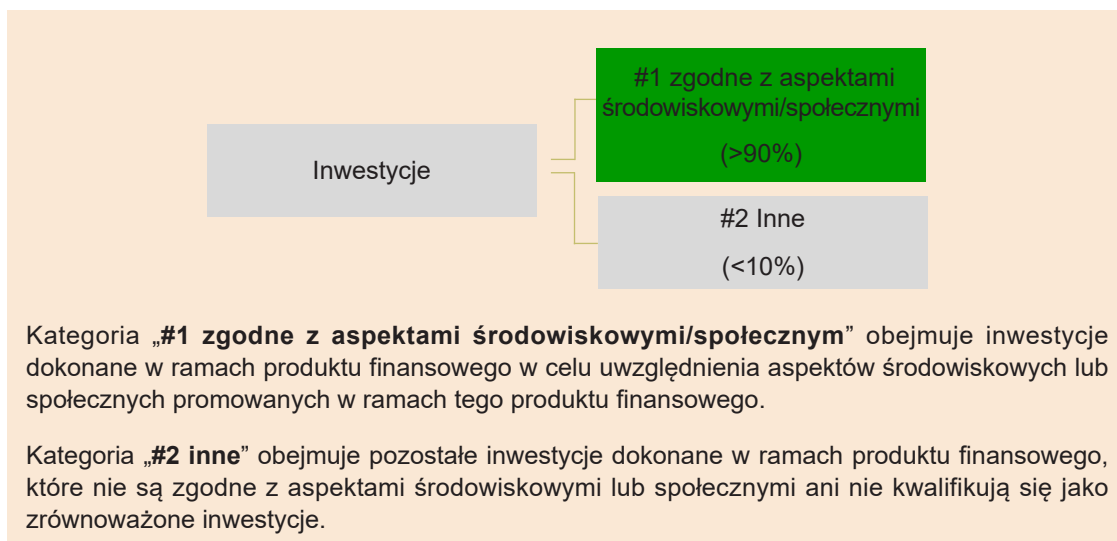 #1 zgodne z aspektami
środowiskowymi/społecznymi
(>90%)
Inwestycje
#2 Inne
(<10%)
Kategoria „#1 zgodne z aspektami środowiskowymi/społecznym” obejmuje inwestycje
dokonane w ramach produktu finansowego w celu uwzględnienia aspektów środowiskowych lub
społecznych promowanych w ramach tego produktu finansowego.
Kategoria „#2 inne” obejmuje pozostałe inwestycje dokonane w ramach produktu finansowego,
które nie są zgodne z aspektami środowiskowymi lub społecznymi ani nie kwalifikują się jako
zrównoważone inwestycje.